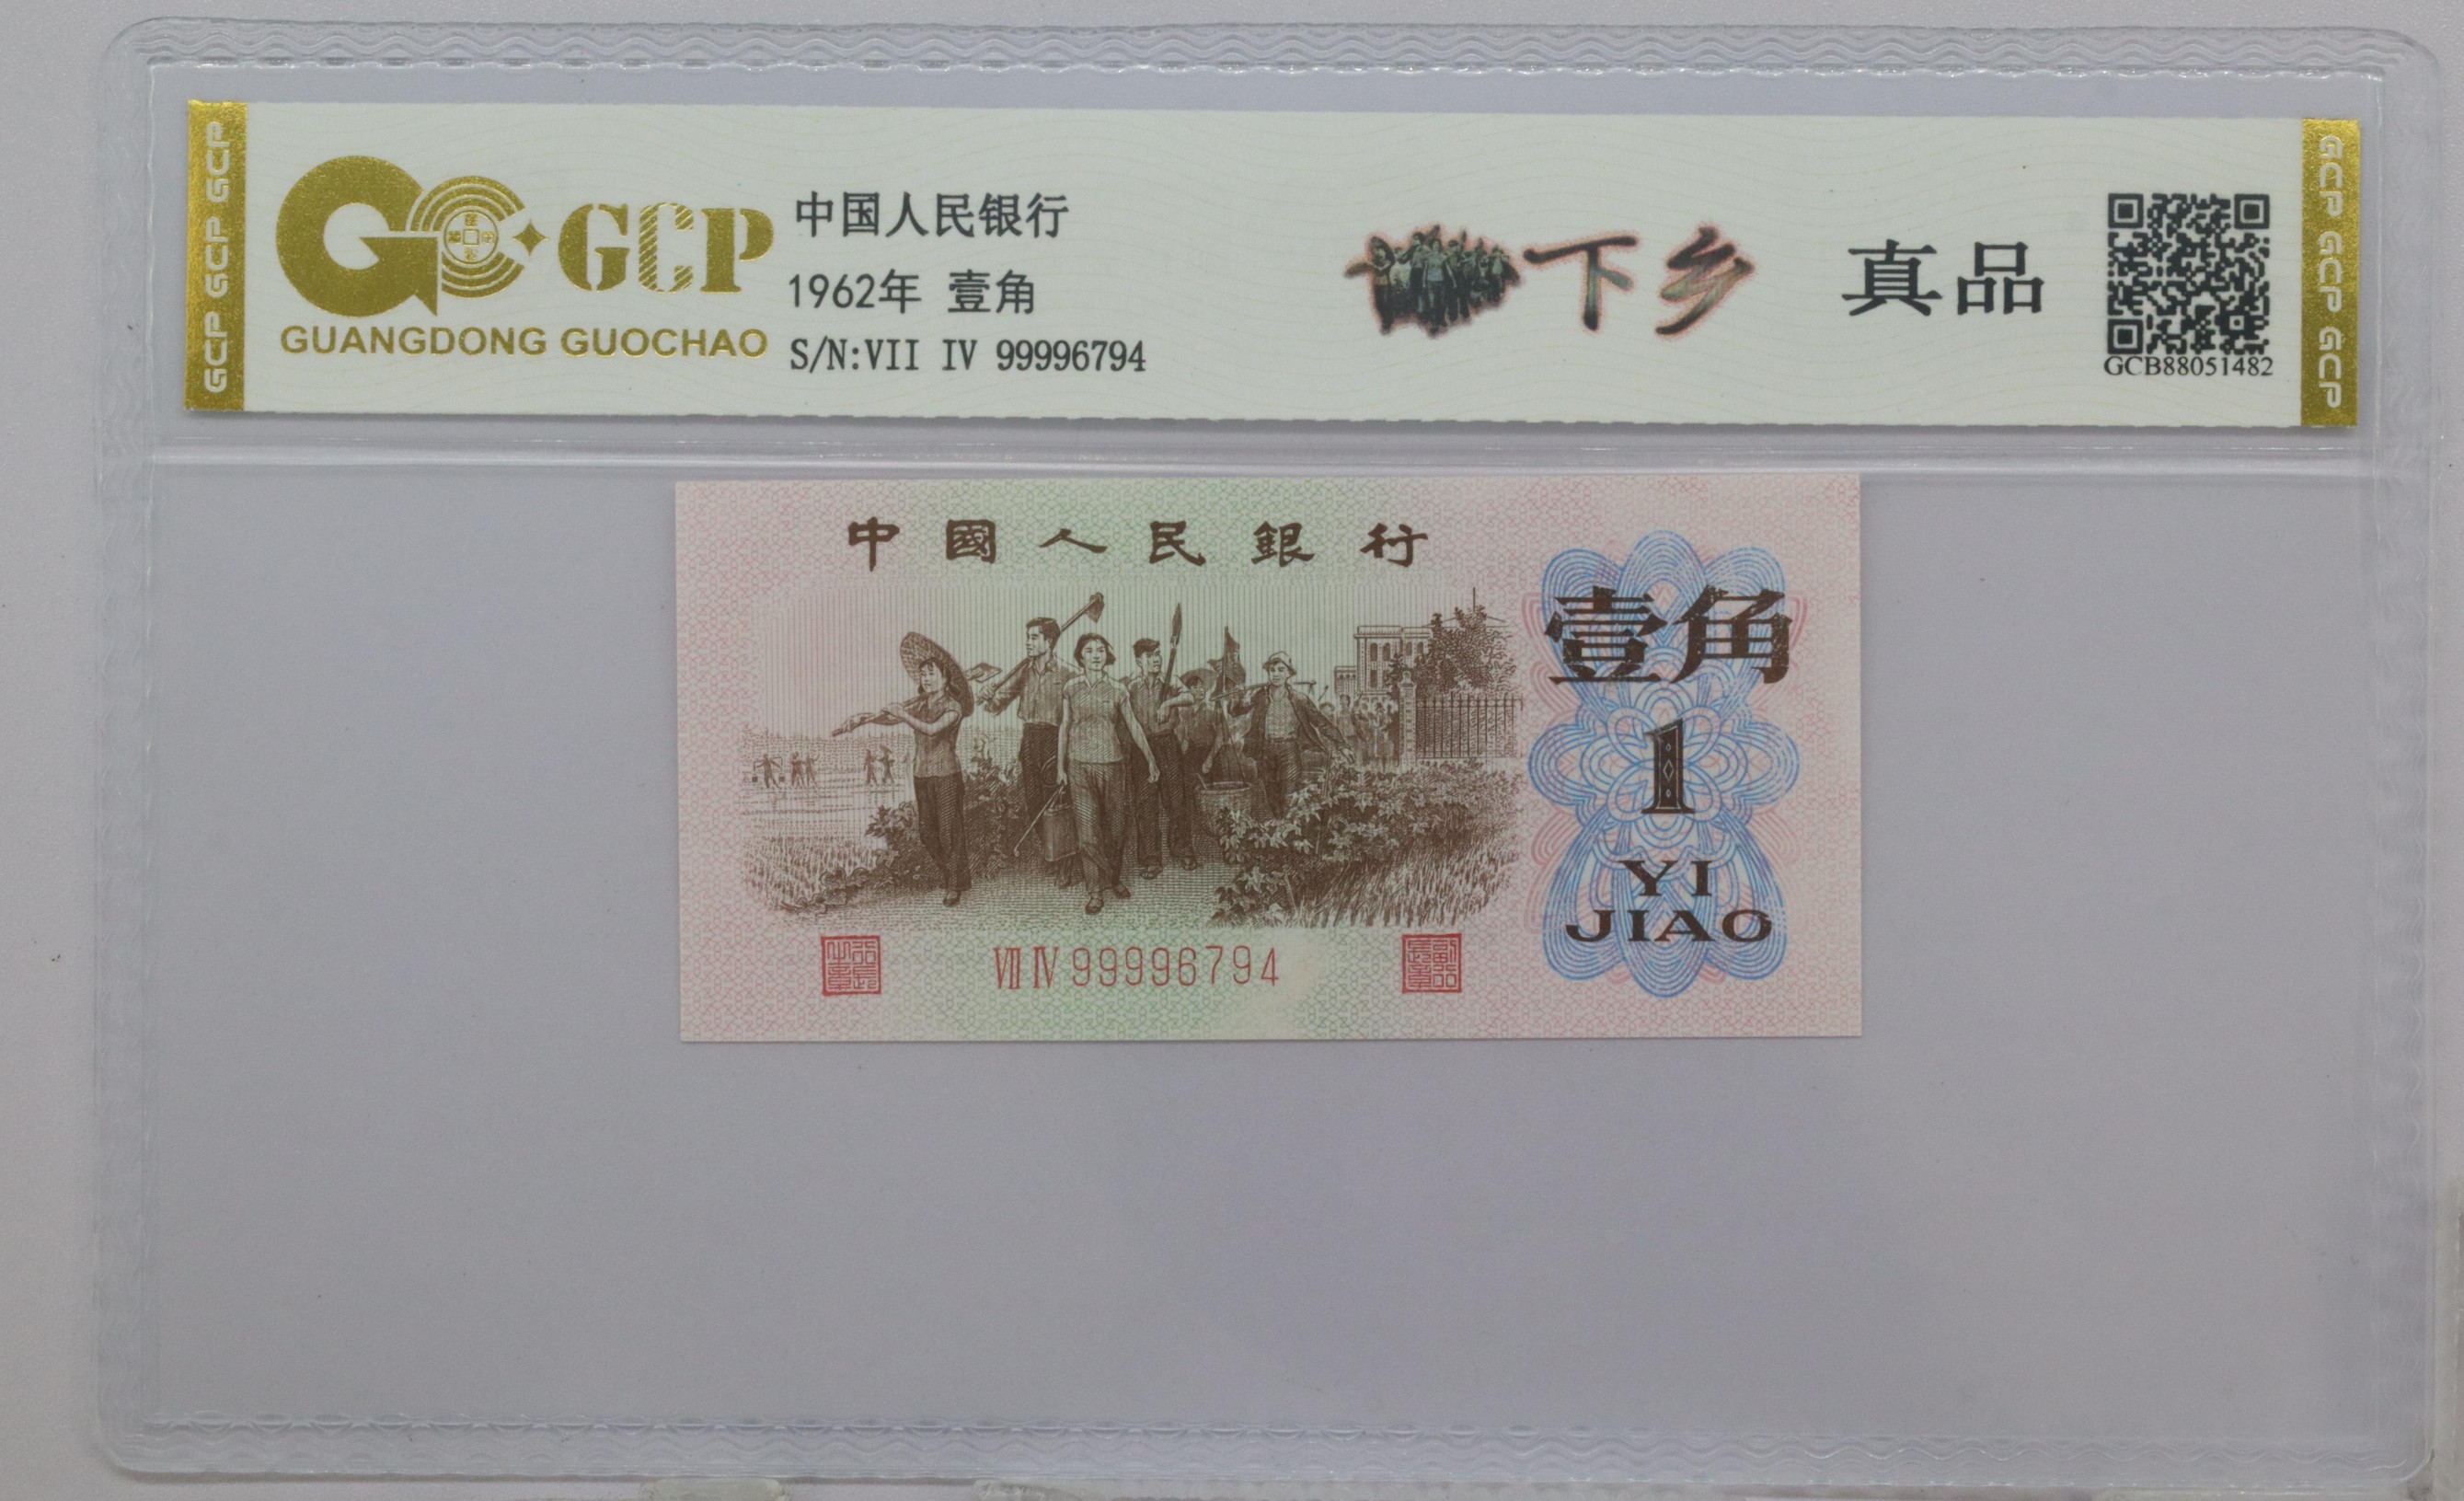 GCP GCP GCP
GCP
GUANGDONG GUOCHAO
中国人民银行
1962年 壹角
S/N:VII IV 99996794
下乡
真品
GCB88051482
GCP GCP GCP
中國人民銀行
壹角
1
YI
JIAO
VII IV 99996794